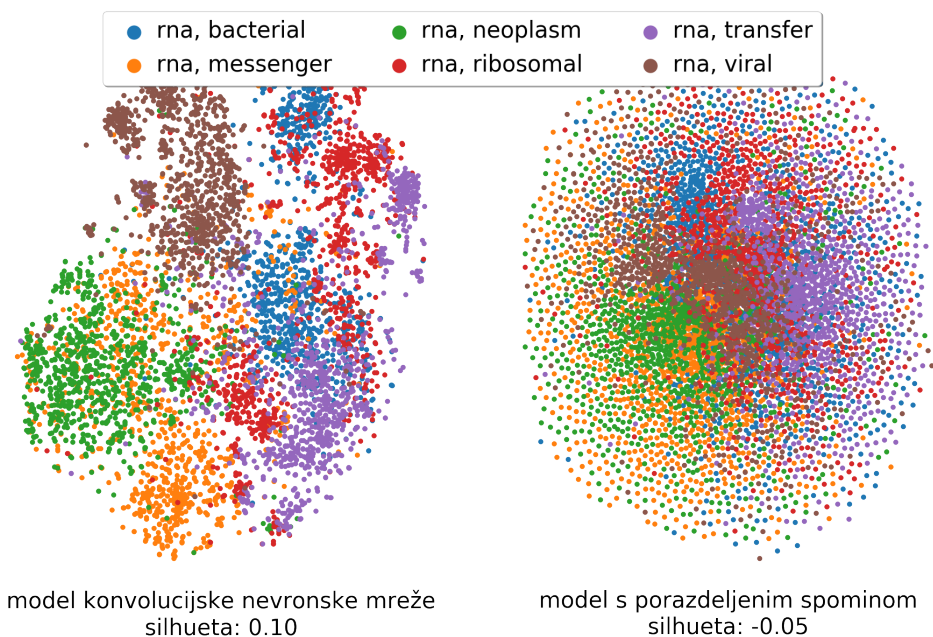 rna, bacterial
rna, neoplasm
rna, transfer
rna, messenger
rna, ribosomal
rna, viral
model konvolucijske nevronske mreže
silhueta: 0.10
model s porazdeljenim spominom
silhueta: -0.05